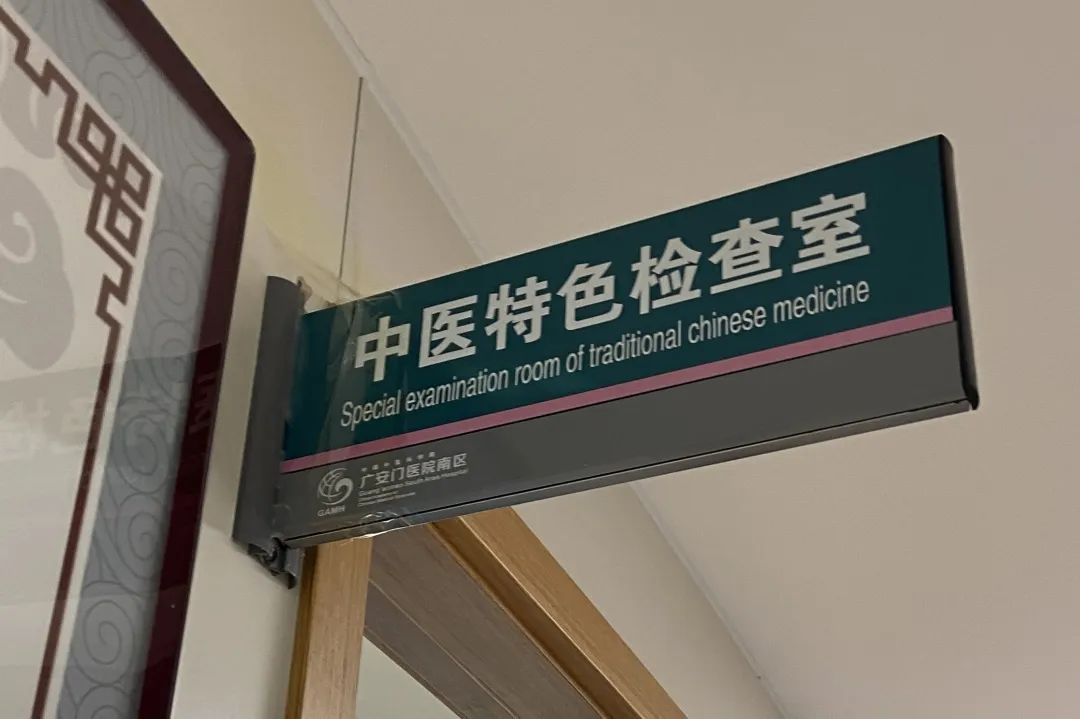 中医特色检查室
Special examination room of traditional chinese medicine
广安门医院南区
GAMH